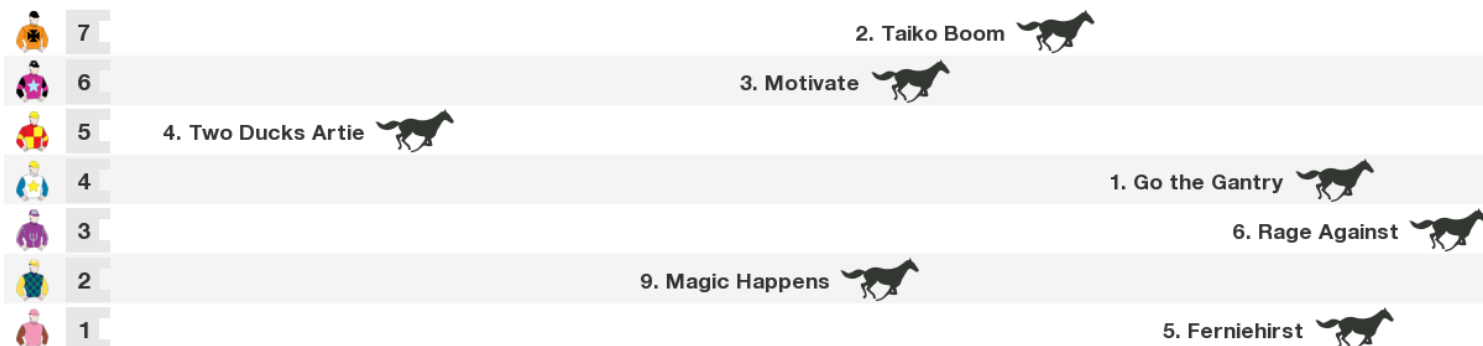 7 2. Taiko Boom
6 3. Motivate
5 4. Two Ducks Artie
4 1. Go the Gantry
3 6. Rage Against
2 9. Magic Happens
1 5. Ferniehirst